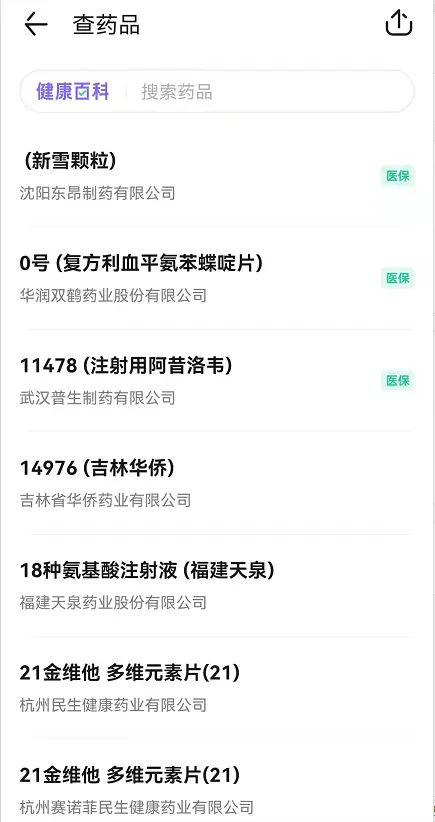 查药品
健康百科 搜索药品
(新雪颗粒)
医保
沈阳东昂制药有限公司
0号 (复方利血平氨苯蝶啶片)
医保
华润双鹤药业股份有限公司
11478 (注射用阿昔洛韦)
医保
武汉普生制药有限公司
14976 (吉林华侨)
吉林省华侨药业有限公司
18种氨基酸注射液 (福建天泉)
福建天泉药业股份有限公司
21金维他 多维元素片(21)
杭州民生健康药业有限公司
21金维他 多维元素片(21)
杭州赛诺菲民生健康药业有限公司